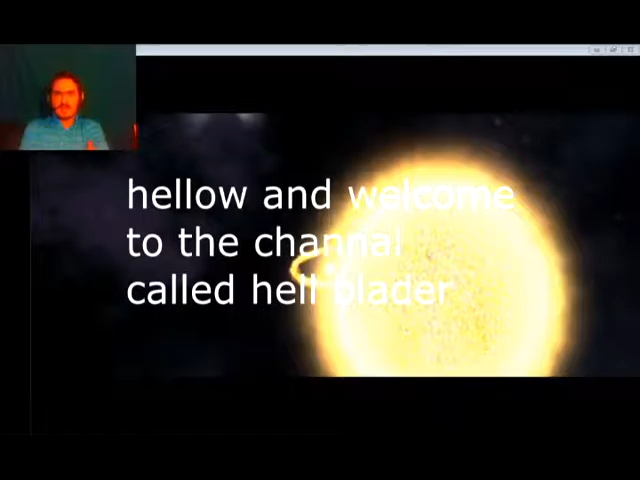 hellow and welcome
to the channal
called hell blader